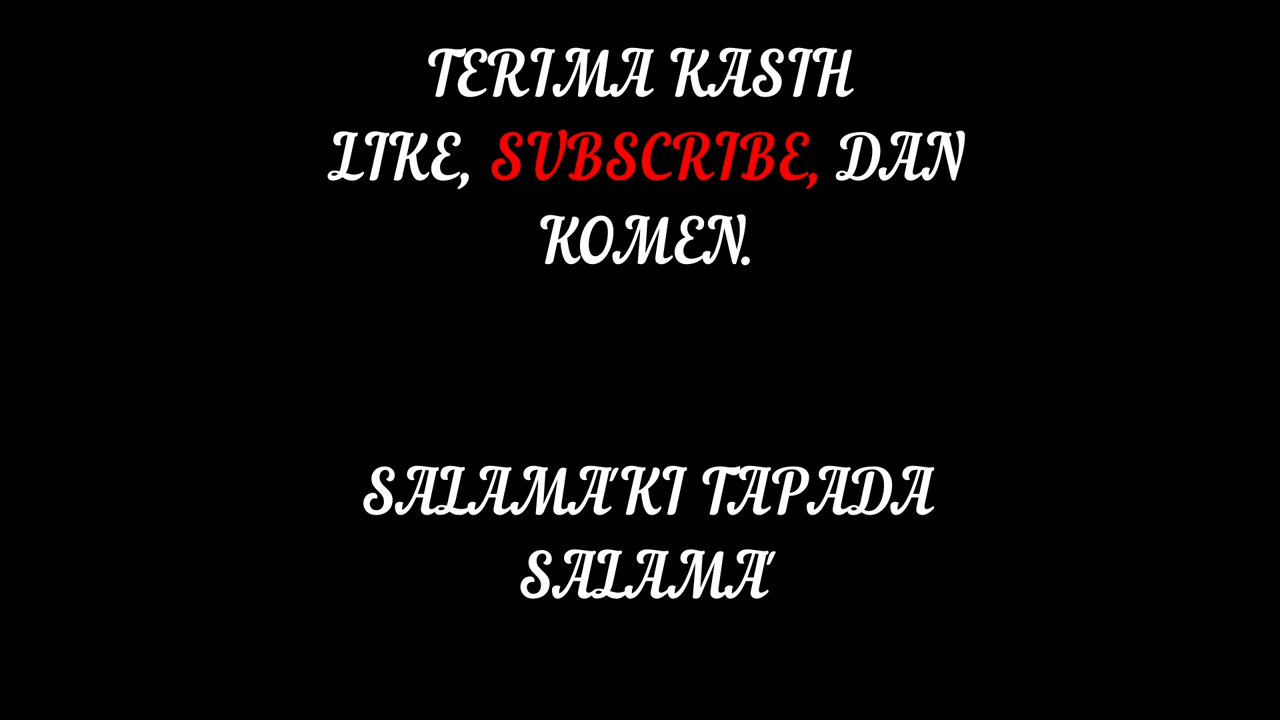 TERIMA KASIH
LIKE, SUBSCRIBE, DAN
KOMEN.
SALAMA'KI TAPADA
SALAMA'